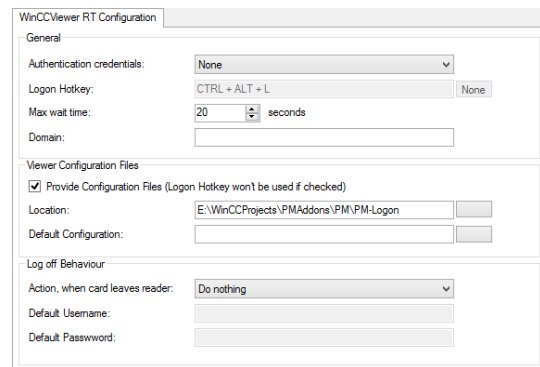 WinCCViewer RT Configuration
General
Authentication credentials: None
Logon Hotkey: CTRL + ALT + L None
Max wait time: 20 seconds
Domain:
Viewer Configuration Files
Provide Configuration Files (Logon Hotkey won't be used if checked)
Location: E:\WinCCProjects\PMAddons\PM\PM-Logon
Default Configuration:
Log off Behaviour
Action, when card leaves reader: Do nothing
Default Username:
Default Passwword: